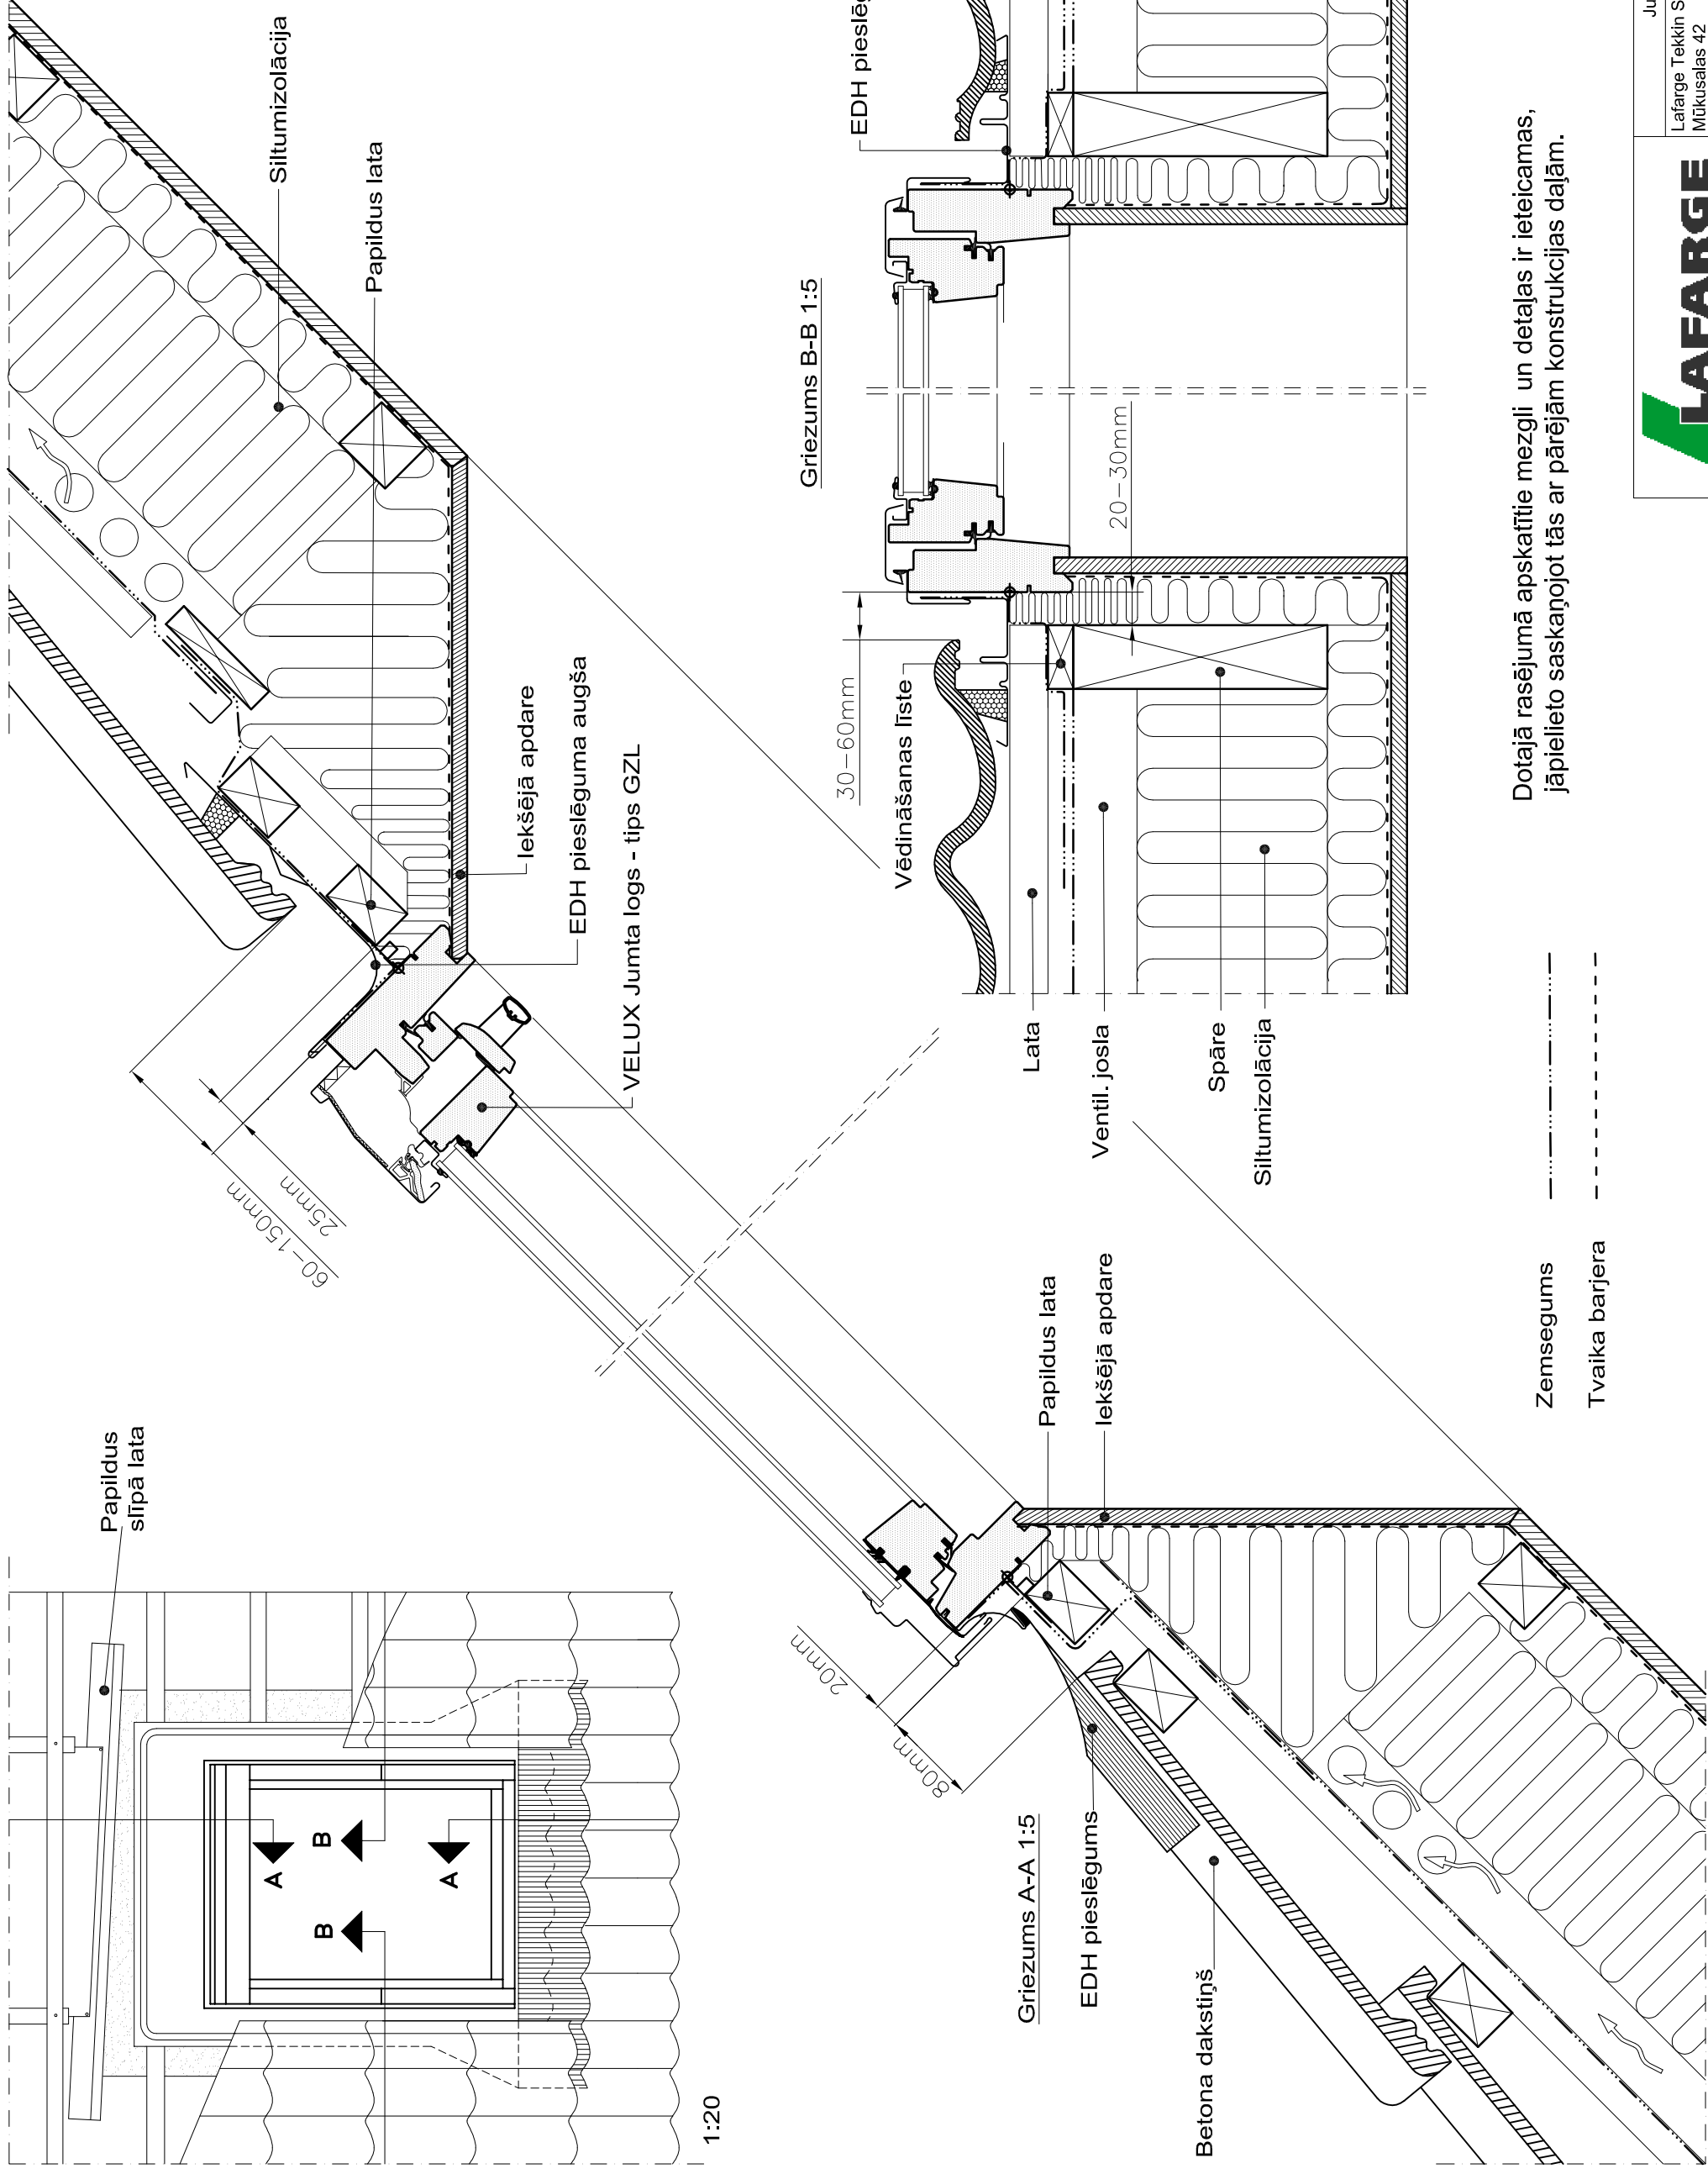 Papildus
slīpā lata
A
A
B
B
1:20
60-150mm
25mm
Siltumizolācija
Papildus lata
Iekšējā apdare
EDH pieslēguma augša
VELUX Jumta logs - tips GZL
20mm
80mm
Papildus lata
Iekšējā apdare
Griezums A-A 1:5
EDH pieslēgums
Betona dakstiņš
Griezums B-B 1:5
EDH pieslēg
30-60mm
20-30mm
Vēdināšanas līste
Lata
Ventil. josla
Spāre
Siltumizolācija
Zemsegums
Tvaika barjera
Dotajā rasējumā apskatītie mezgli un detaļas ir ieteicamas,
jāpielieto saskaņojot tās ar pārējām konstrukcijas daļām.
LAFARGE
Ju
Lafarge Tekkin S
Mūkusalas 42